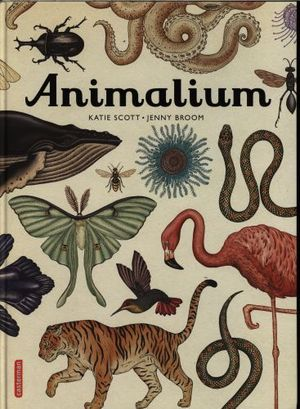 Animalium
KATIE SCOTT • JENNY BROOM
casterman